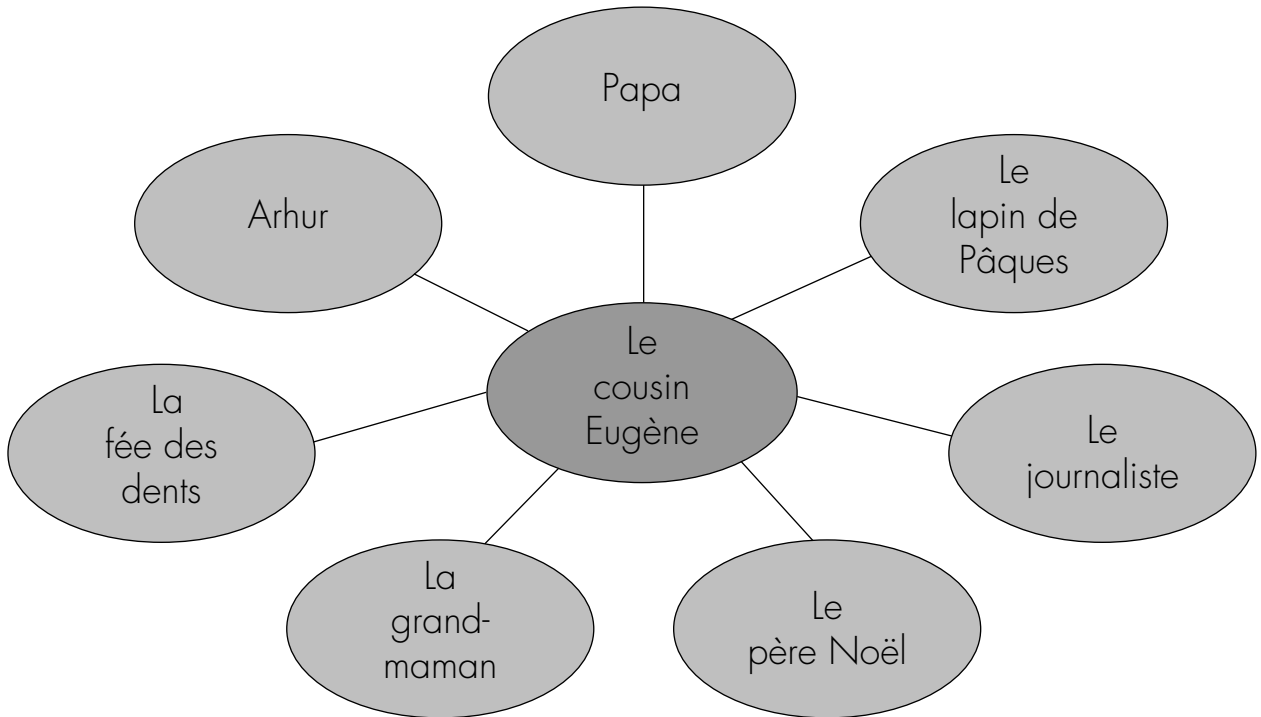 Papa
Arhur
Le
lapin de
Pâques
Le
cousin
Eugène
La
fée des
dents
Le
journaliste
La
grand-
maman
Le
père Noël